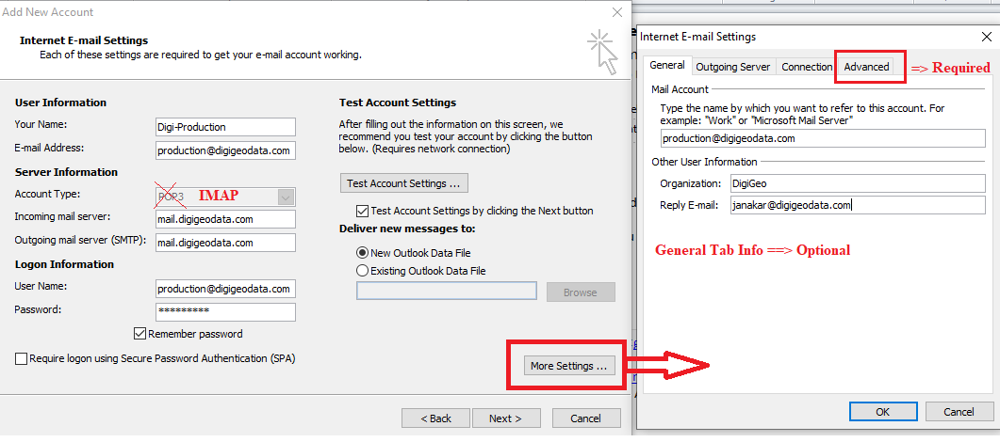 Add New Account
Internet E-mail Settings
Each of these settings are required to get your e-mail account working.
User Information
Your Name:
Digi-Production
E-mail Address:
production@digigeodata.com
Server Information
Account Type:
POP3 IMAP
Incoming mail server:
mail.digigeodata.com
Outgoing mail server (SMTP):
mail.digigeodata.com
Logon Information
User Name:
production@digigeodata.com
Password:
*********
Remember password
Require logon using Secure Password Authentication (SPA)
Test Account Settings
After filling out the information on this screen, we
recommend you test your account by clicking the button
below. (Requires network connection)
Test Account Settings ...
Test Account Settings by clicking the Next button
Deliver new messages to:
New Outlook Data File
Existing Outlook Data File
Browse
More Settings ...
< Back
Next >
Cancel
Internet E-mail Settings
General
Outgoing Server
Connection
Advanced
=> Required
Mail Account
Type the name by which you want to refer to this account. For
example: "Work" or "Microsoft Mail Server"
production@digigeodata.com
Other User Information
Organization:
DigiGeo
Reply E-mail:
janakar@digigeodata.com
General Tab Info ==> Optional
OK
Cancel